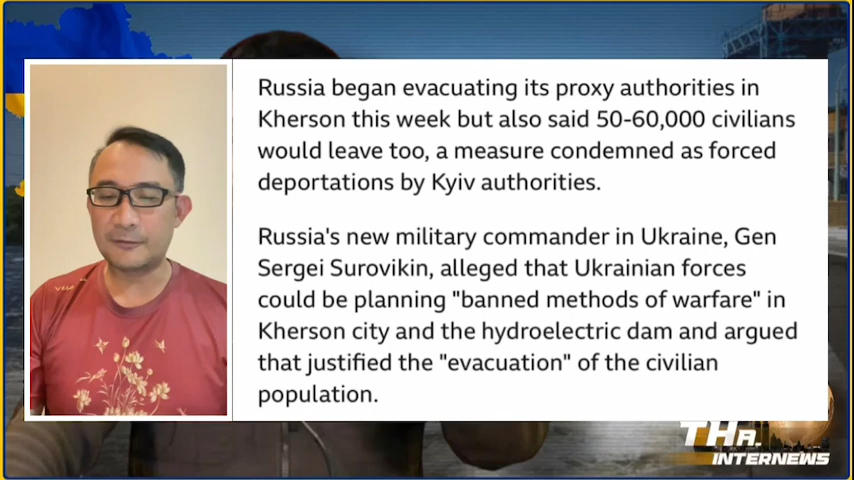 Russia began evacuating its proxy authorities in
Kherson this week but also said 50-60,000 civilians
would leave too, a measure condemned as forced
deportations by Kyiv authorities.
Russia's new military commander in Ukraine, Gen
Sergei Surovikin, alleged that Ukrainian forces
could be planning "banned methods of warfare" in
Kherson city and the hydroelectric dam and argued
that justified the "evacuation" of the civilian
population.
THR.
INTERNEWS